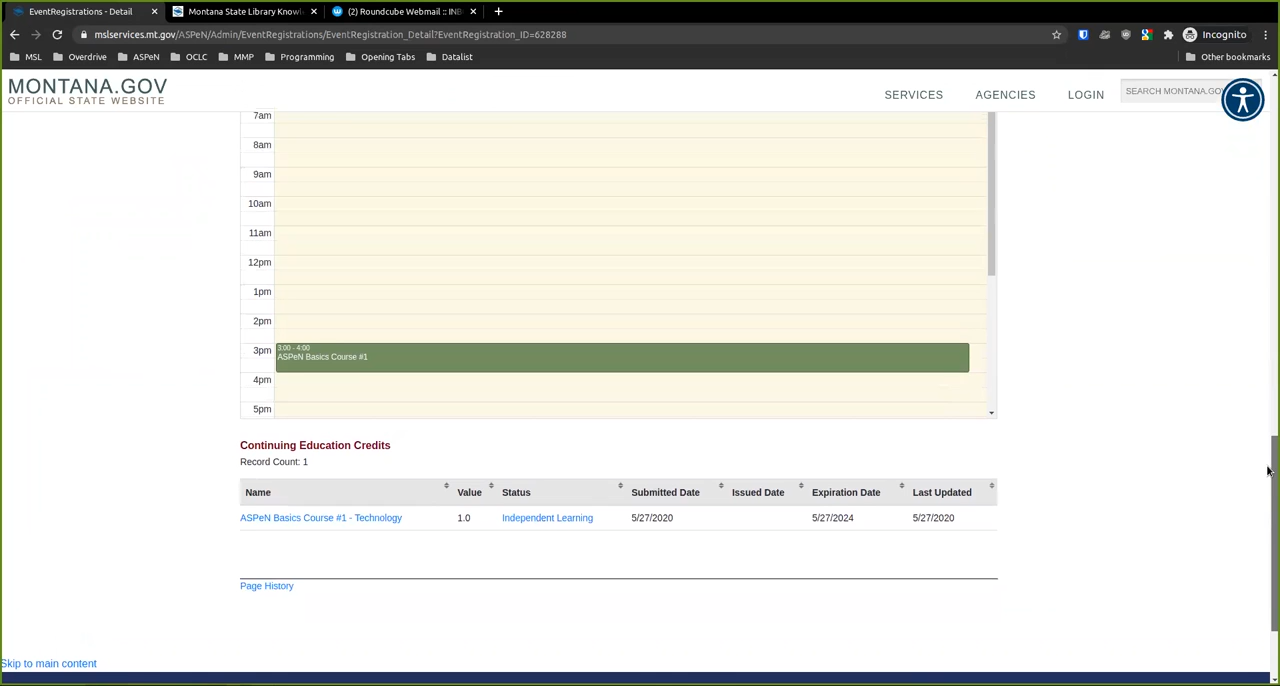 EventRegistrations - Detail
Montana State Library Knowl
(2) Roundcube Webmail :: INB
mslservices.mt.gov/ASPeN/Admin/EventRegistrations/EventRegistration_Detail?EventRegistration_ID=628288
Incognito
MSL
Overdrive
ASPeN
OCLC
MMP
Programming
Opening Tabs
Datalist
Other bookmarks
MONTANA.GOV
OFFICIAL STATE WEBSITE
SERVICES
AGENCIES
LOGIN
SEARCH MONTANA.GOV
7am
8am
9am
10am
11am
12pm
1pm
2pm
3pm
3:00 - 4:00
ASPeN Basics Course #1
4pm
5pm
Continuing Education Credits
Record Count: 1
Name Value Status Submitted Date Issued Date Expiration Date Last Updated
ASPeN Basics Course #1 - Technology 1.0 Independent Learning 5/27/2020 5/27/2024 5/27/2020
Page History
Skip to main content